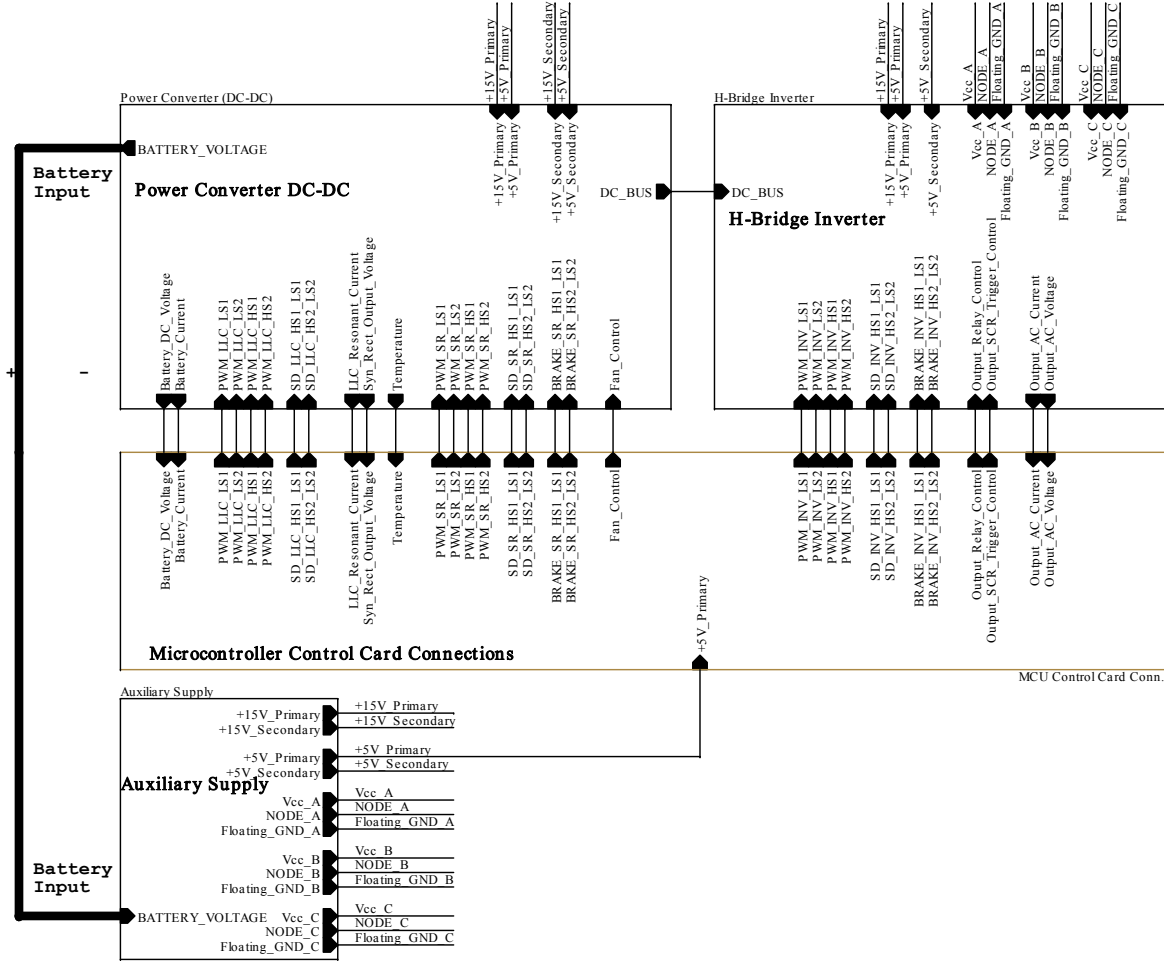 +15V_Primary
+5V_Primary
+15V_Secondary
+5V_Secondary
+15V_Primary
+5V_Primary
+5V_Secondary
Vcc_A
NODE_A
Floating_GND_A
Vcc_B
NODE_B
Floating_GND_B
Vcc_C
NODE_C
Floating_GND_C
Power Converter (DC-DC)
H-Bridge Inverter
+15V_Primary
+5V_Primary
+15V_Secondary
+5V_Secondary
+15V_Primary
+5V_Primary
+5V_Secondary
Vcc_A
NODE_A
Floating_GND_A
Vcc_B
NODE_B
Floating_GND_B
Vcc_C
NODE_C
Floating_GND_C
BATTERY_VOLTAGE
Battery
Input
Power Converter DC-DC
DC_BUS
DC_BUS
H-Bridge Inverter
Battery_DC_Voltage
Battery_Current
PWM_LLC_LS1
PWM_LLC_LS2
PWM_LLC_HS1
PWM_LLC_HS2
SD_LLC_HS1_LS1
SD_LLC_HS2_LS2
LLC_Resonant_Current
Syn_Rect_Output_Voltage
Temperature
PWM_SR_LS1
PWM_SR_LS2
PWM_SR_HS1
PWM_SR_HS2
SD_SR_HS1_LS1
SD_SR_HS2_LS2
BRAKE_SR_HS1_LS1
BRAKE_SR_HS2_LS2
Fan_Control
PWM_INV_LS1
PWM_INV_LS2
PWM_INV_HS1
PWM_INV_HS2
SD_INV_HS1_LS1
SD_INV_HS2_LS2
BRAKE_INV_HS1_LS1
BRAKE_INV_HS2_LS2
Output_Relay_Control
Output_SCR_Trigger_Control
Output_AC_Current
Output_AC_Voltage
+ -
Battery_DC_Voltage
Battery_Current
PWM_LLC_LS1
PWM_LLC_LS2
PWM_LLC_HS1
PWM_LLC_HS2
SD_LLC_HS1_LS1
SD_LLC_HS2_LS2
LLC_Resonant_Current
Syn_Rect_Output_Voltage
Temperature
PWM_SR_LS1
PWM_SR_LS2
PWM_SR_HS1
PWM_SR_HS2
SD_SR_HS1_LS1
SD_SR_HS2_LS2
BRAKE_SR_HS1_LS1
BRAKE_SR_HS2_LS2
Fan_Control
PWM_INV_LS1
PWM_INV_LS2
PWM_INV_HS1
PWM_INV_HS2
SD_INV_HS1_LS1
SD_INV_HS2_LS2
BRAKE_INV_HS1_LS1
BRAKE_INV_HS2_LS2
Output_Relay_Control
Output_SCR_Trigger_Control
Output_AC_Current
Output_AC_Voltage
+5V_Primary
Microcontroller Control Card Connections
MCU Control Card Conn.
Auxiliary Supply
+15V_Primary +15V_Primary
+15V_Secondary +15V_Secondary
+5V_Primary +5V_Primary
+5V_Secondary +5V_Secondary
Auxiliary Supply
Vcc_A Vcc_A
NODE_A NODE_A
Floating_GND_A Floating_GND_A
Vcc_B Vcc_B
NODE_B NODE_B
Floating_GND_B Floating_GND_B
Battery
Input
BATTERY_VOLTAGE Vcc_C Vcc_C
NODE_C NODE_C
Floating_GND_C Floating_GND_C